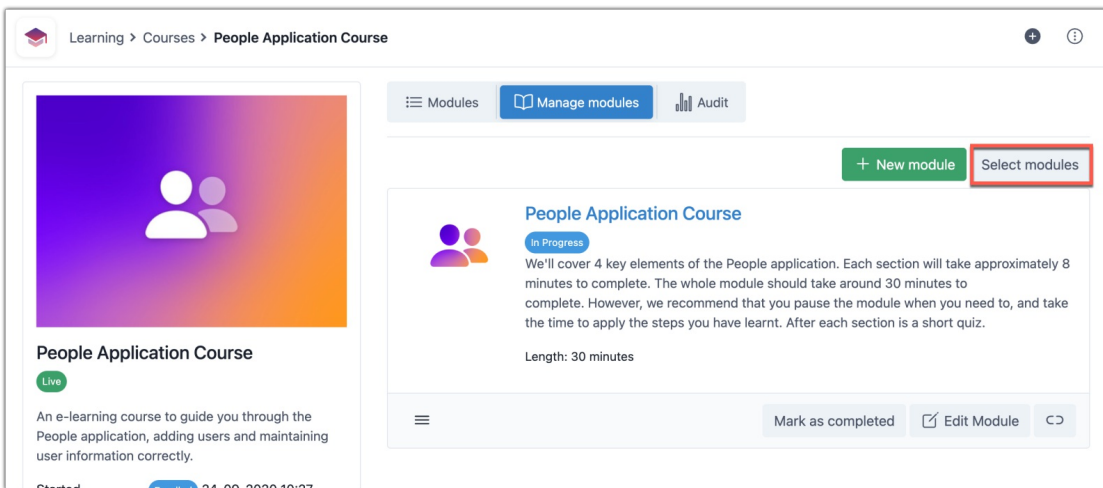 Learning > Courses > People Application Course
Modules
Manage modules
Audit
+ New module
Select modules
People Application Course
In Progress
We'll cover 4 key elements of the People application. Each section will take approximately 8
minutes to complete. The whole module should take around 30 minutes to
complete. However, we recommend that you pause the module when you need to, and take
the time to apply the steps you have learnt. After each section is a short quiz.
Length: 30 minutes
Mark as completed
Edit Module
People Application Course
Live
An e-learning course to guide you through the
People application, adding users and maintaining
user information correctly.
Started